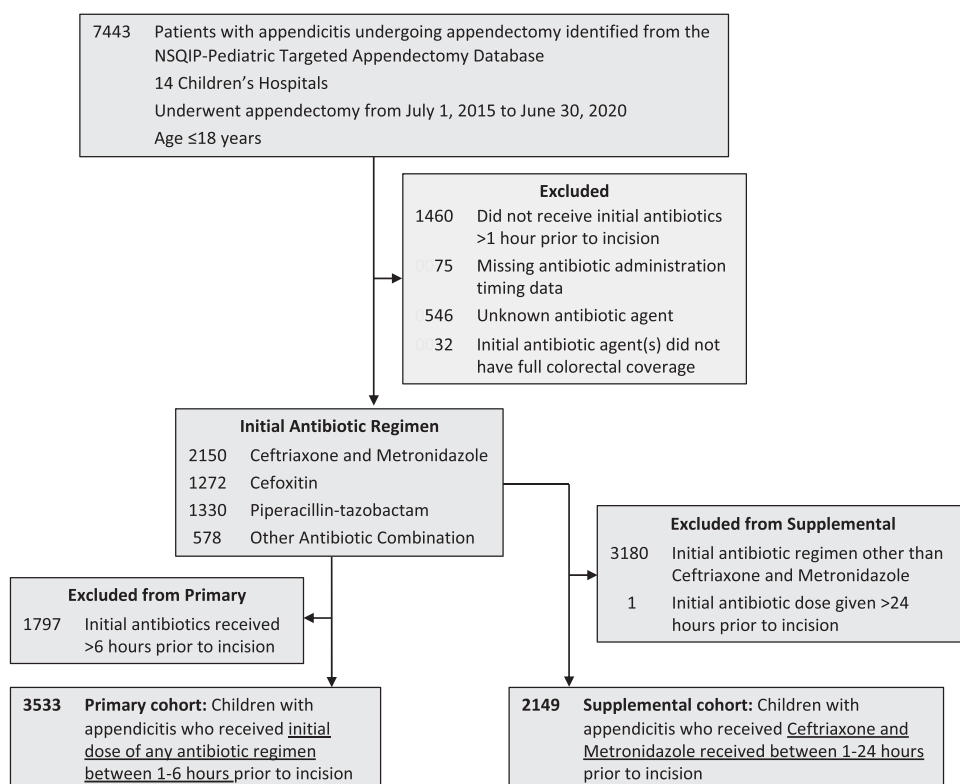 7443 Patients with appendicitis undergoing appendectomy identified from the
NSQIP-Pediatric Targeted Appendectomy Database
14 Children's Hospitals
Underwent appendectomy from July 1, 2015 to June 30, 2020
Age ≤18 years
Excluded
1460 Did not receive initial antibiotics
>1 hour prior to incision
0075 Missing antibiotic administration
timing data
0546 Unknown antibiotic agent
0032 Initial antibiotic agent(s) did not
have full colorectal coverage
Initial Antibiotic Regimen
2150 Ceftriaxone and Metronidazole
1272 Cefoxitin
1330 Piperacillin-tazobactam
578 Other Antibiotic Combination
Excluded from Supplemental
3180 Initial antibiotic regimen other than
Ceftriaxone and Metronidazole
1 Initial antibiotic dose given >24
hours prior to incision
Excluded from Primary
1797 Initial antibiotics received
>6 hours prior to incision
3533 Primary cohort: Children with
appendicitis who received initial
dose of any antibiotic regimen
between 1-6 hours prior to incision
2149 Supplemental cohort: Children with
appendicitis who received Ceftriaxone and
Metronidazole received between 1-24 hours
prior to incision